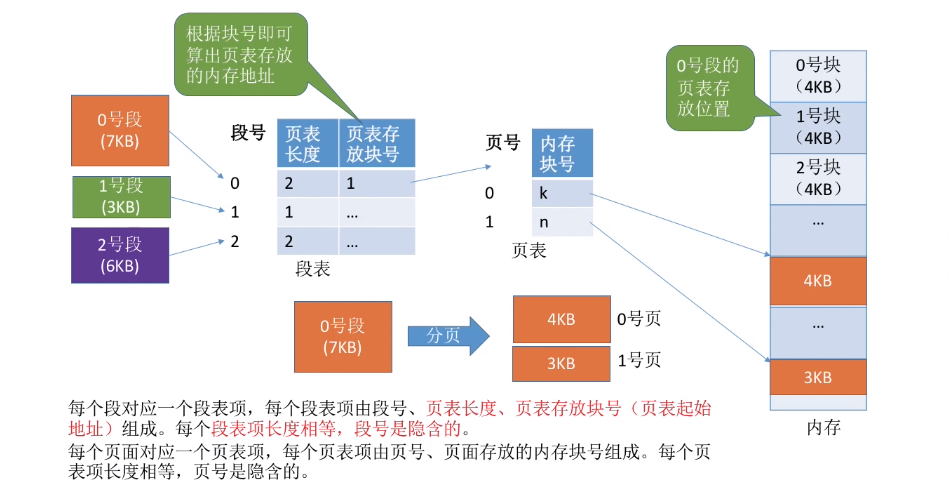 根据块号即可
算出页表存放
的内存地址
0号段的
页表存
放位置
0号块
（4KB）
1号块
（4KB）
2号块
（4KB）
...
4KB
...
3KB
内存
0号段
(7KB)
1号段
(3KB)
2号段
(6KB)
段号
页表
长度
页表存
放块号
0 2 1
1 1 ...
2 2 ...
段表
页号
内存
块号
0 k
1 n
页表
0号段
(7KB)
分页
4KB 0号页
3KB 1号页
每个段对应一个段表项，每个段表项由段号、页表长度、页表存放块号（页表起始
地址）组成。每个段表项长度相等，段号是隐含的。
每个页面对应一个页表项，每个页表项由页号、页面存放的内存块号组成。每个页
表项长度相等，页号是隐含的。